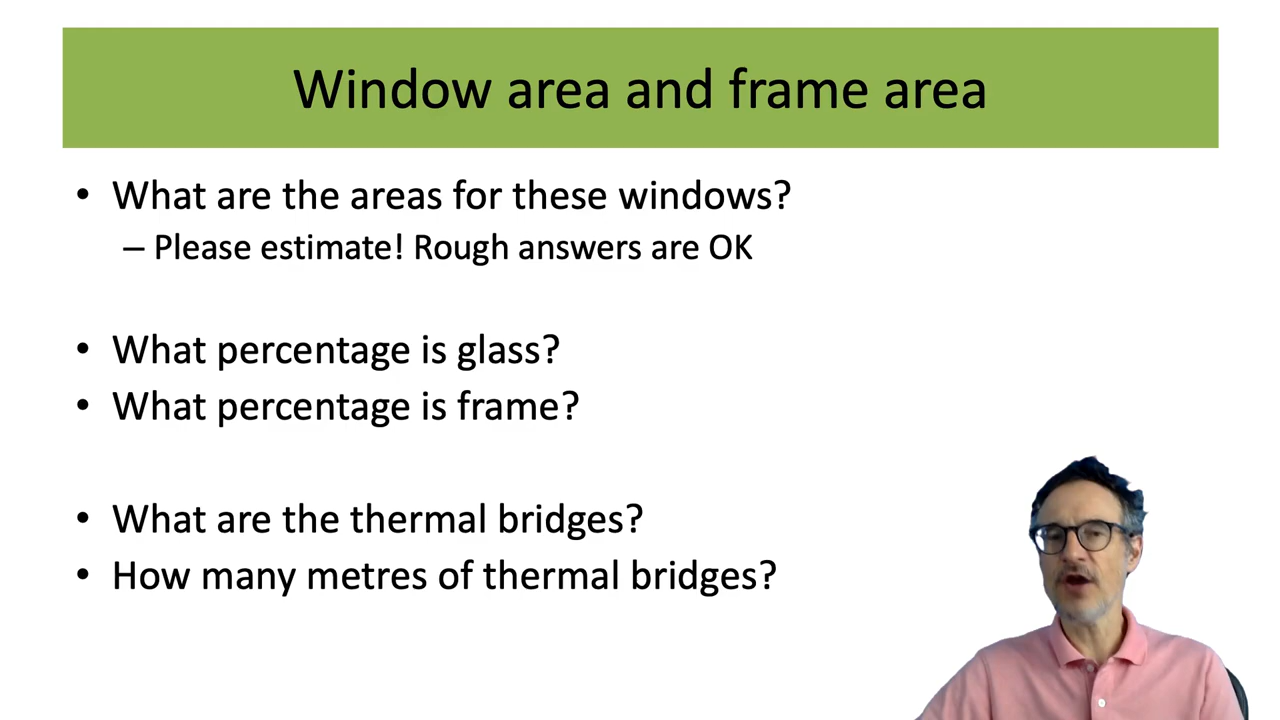 Window area and frame area
• What are the areas for these windows?
– Please estimate! Rough answers are OK
• What percentage is glass?
• What percentage is frame?
• What are the thermal bridges?
• How many metres of thermal bridges?